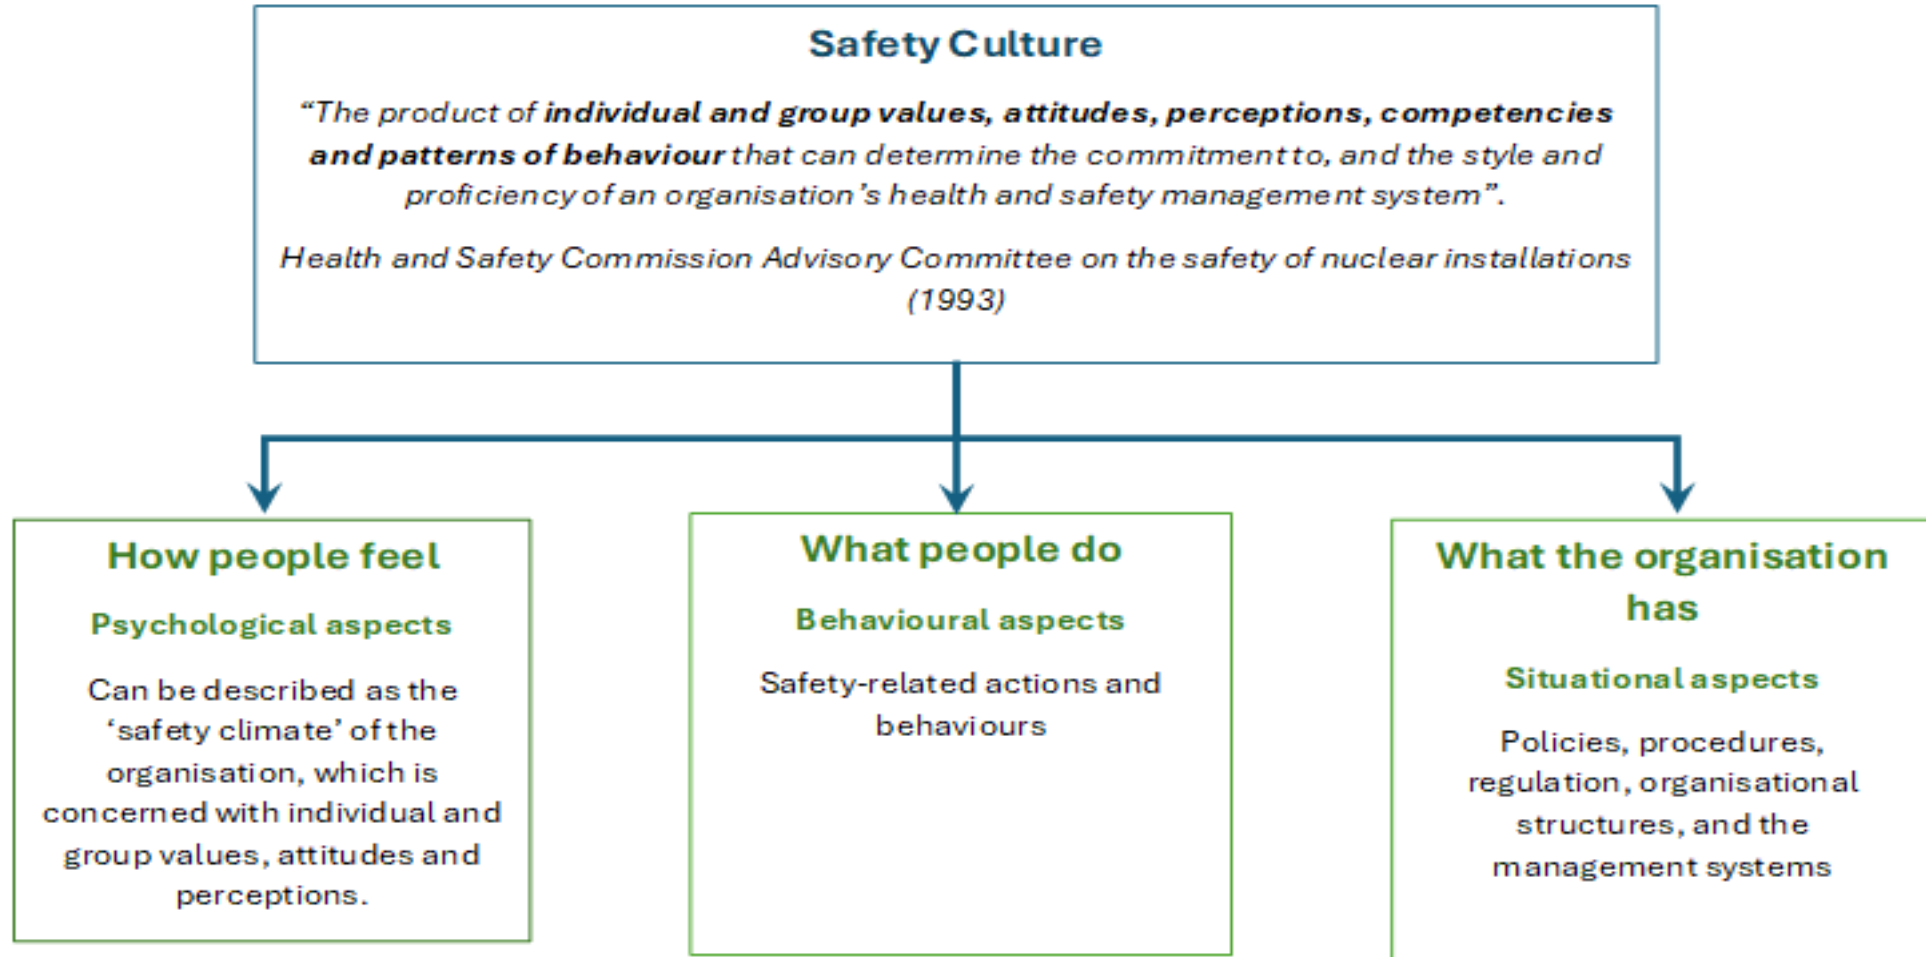 Safety Culture
“The product of individual and group values, attitudes, perceptions, competencies
and patterns of behaviour that can determine the commitment to, and the style and
proficiency of an organisation’s health and safety management system”.
Health and Safety Commission Advisory Committee on the safety of nuclear installations
(1993)
How people feel
Psychological aspects
Can be described as the
‘safety climate’ of the
organisation, which is
concerned with individual and
group values, attitudes and
perceptions.
What people do
Behavioural aspects
Safety-related actions and
behaviours
What the organisation
has
Situational aspects
Policies, procedures,
regulation, organisational
structures, and the
management systems